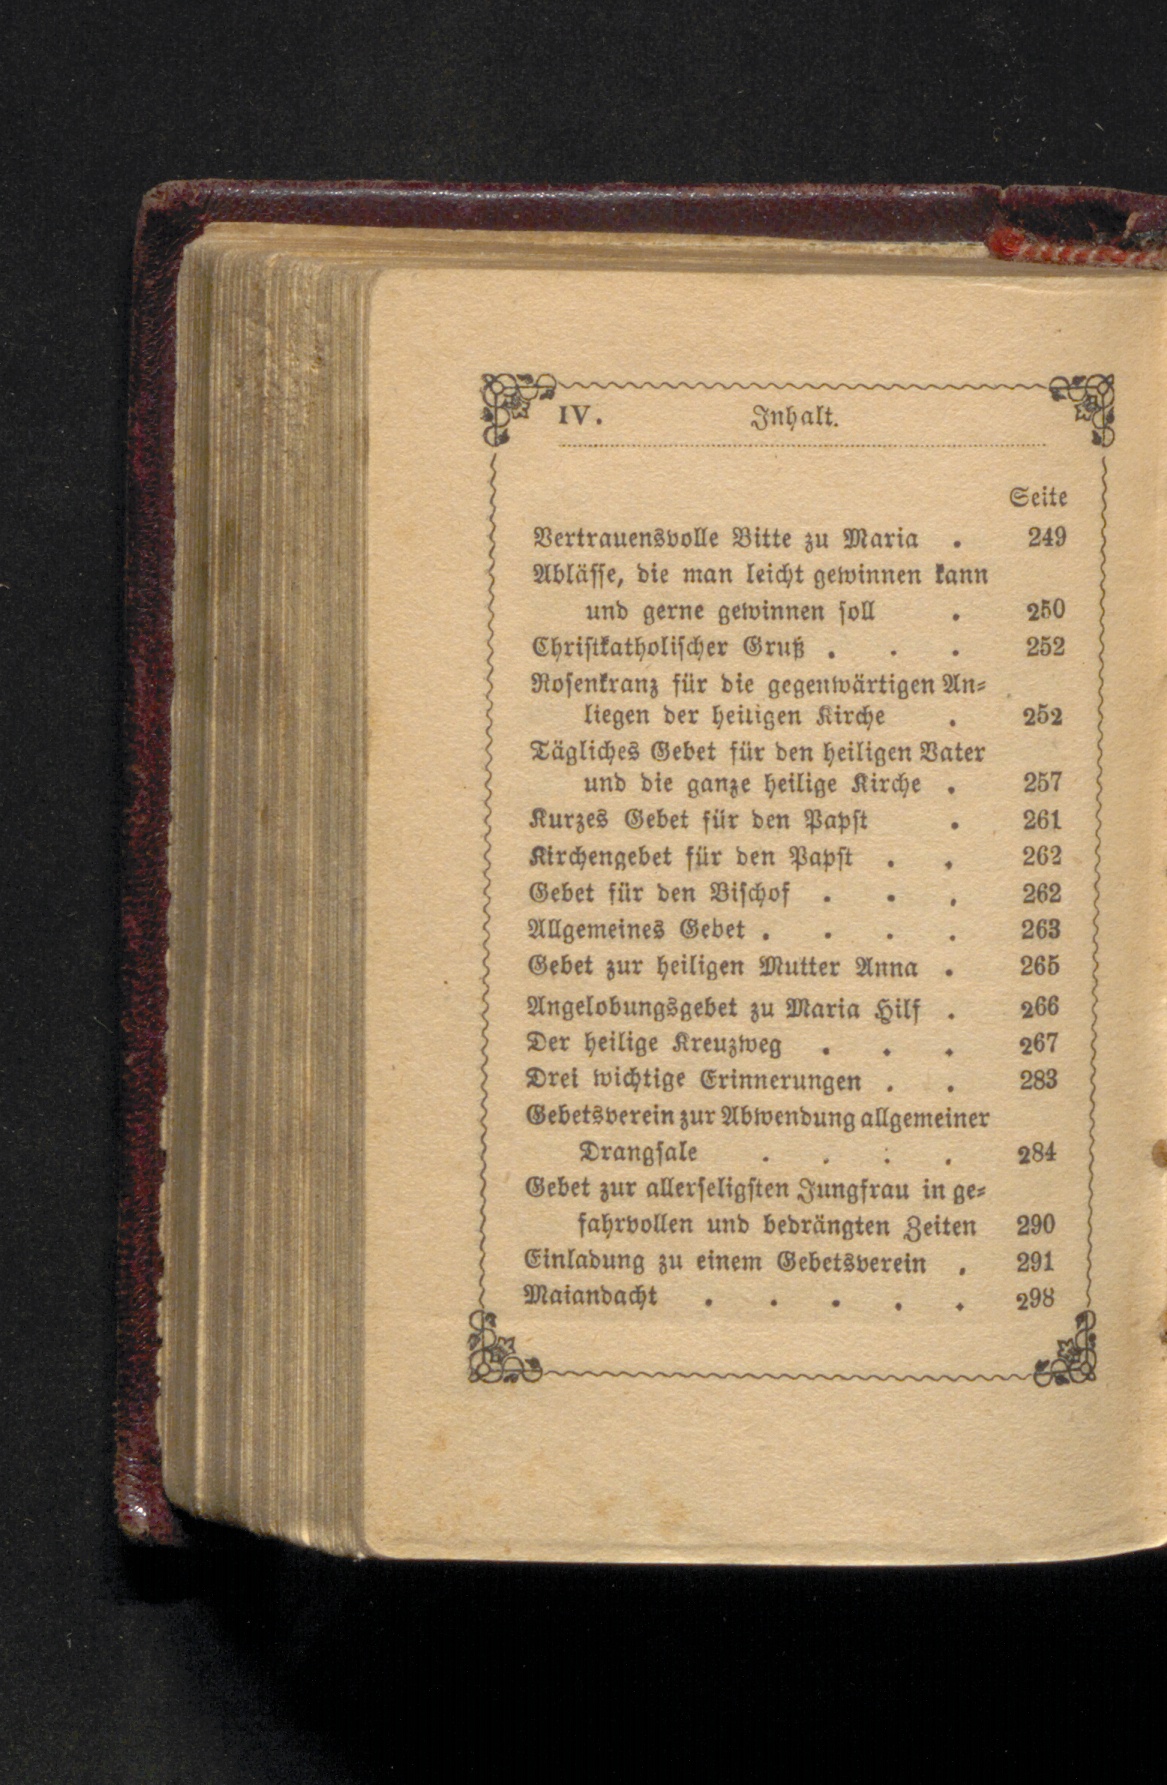 IV. Inhalt.
Seite
Vertrauensvolle Bitte zu Maria . 249
Ablässe, die man leicht gewinnen kann
und gerne gewinnen soll . 250
Christkatholischer Gruß . . . 252
Rosenkranz für die gegenwärtigen An-
liegen der heiligen Kirche . 252
Tägliches Gebet für den heiligen Vater
und die ganze heilige Kirche . 257
Kurzes Gebet für den Papst . 261
Kirchengebet für den Papst . . 262
Gebet für den Bischof . . . 262
Allgemeines Gebet . . . . 263
Gebet zur heiligen Mutter Anna . 265
Angelobungsgebet zu Maria Hilf . 266
Der heilige Kreuzweg . . . 267
Drei wichtige Erinnerungen . . 283
Gebetsverein zur Abwendung allgemeiner
Drangsale . . . . 284
Gebet zur allerseligsten Jungfrau in ge-
fahrvollen und bedrängten Zeiten 290
Einladung zu einem Gebetsverein . 291
Maiandacht . . . . . 298